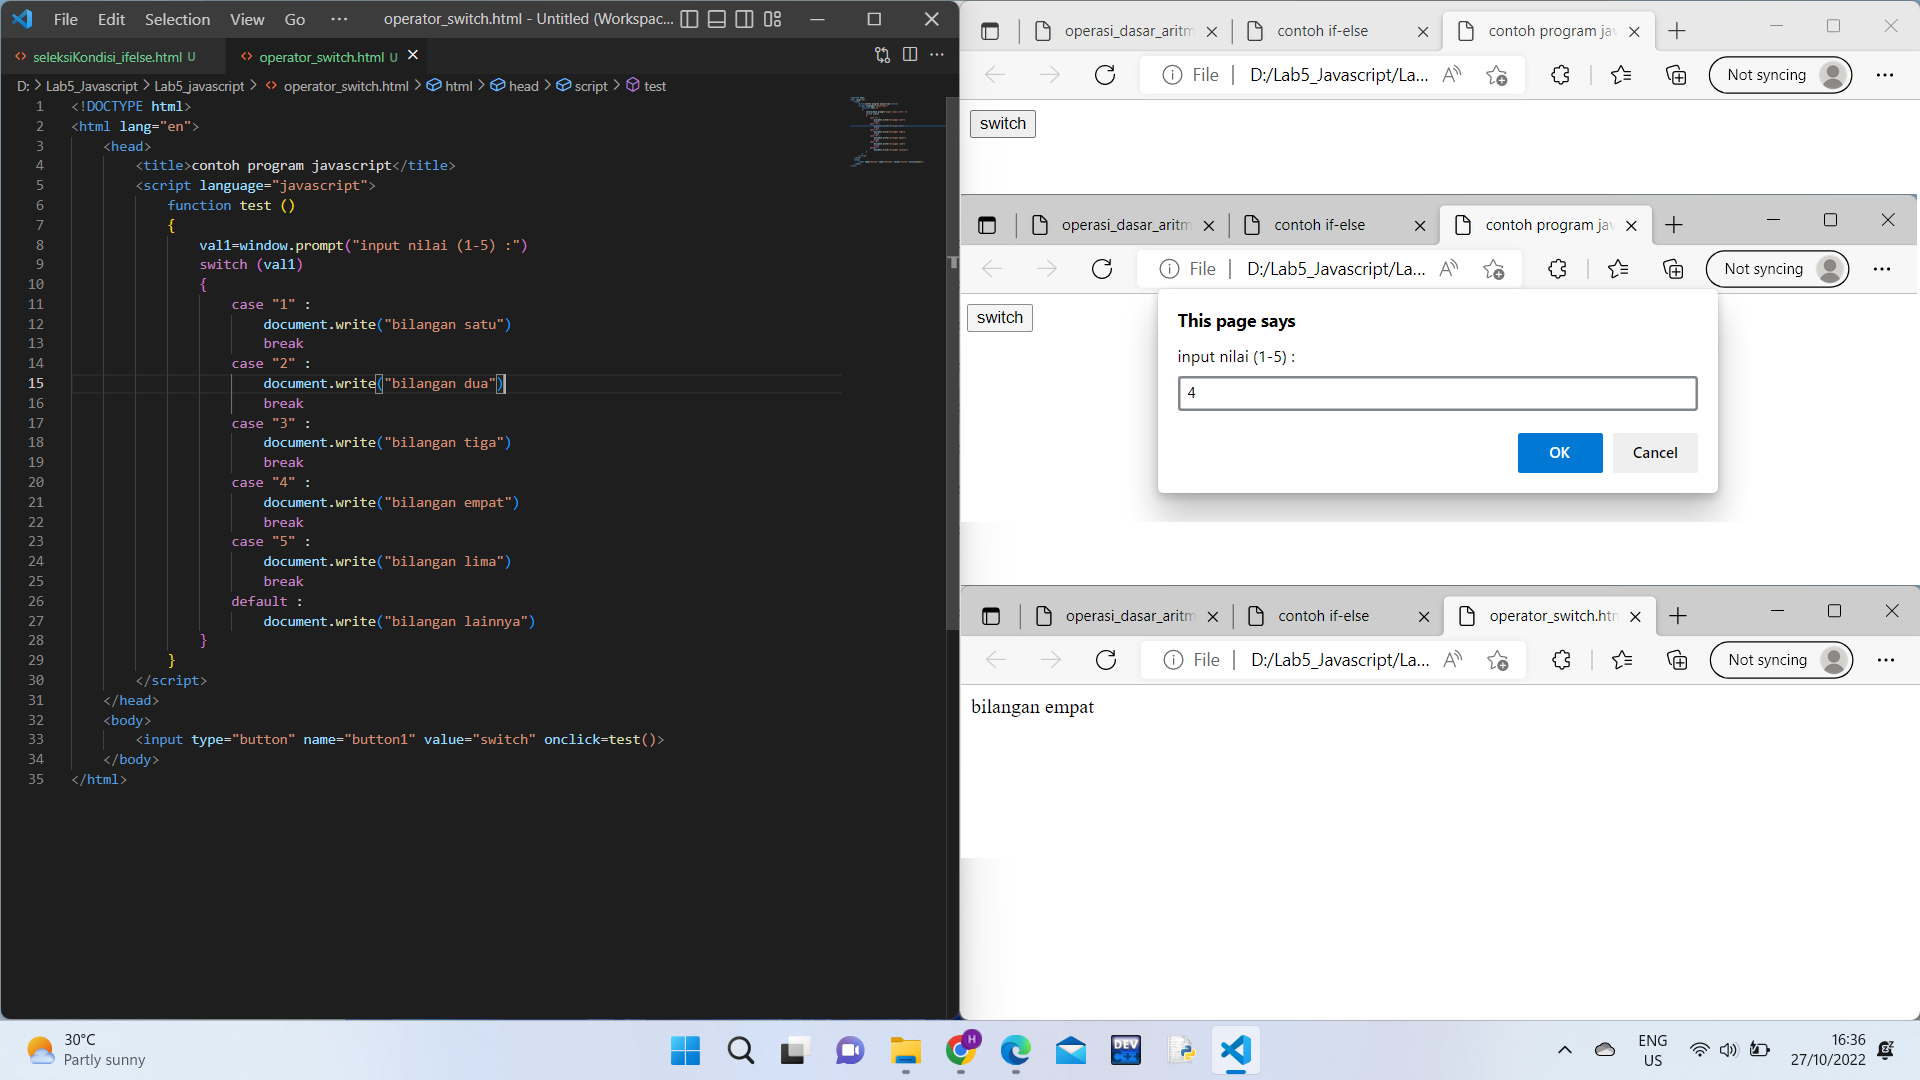 File Edit Selection View Go ··· operator_switch.html - Untitled (Workspac...
seleksiKondisi_ifelse.html U operator_switch.html U
D: > Lab5_Javascript > Lab5_javascript > operator_switch.html > html > head > script > test
1 <!DOCTYPE html>
2 <html lang="en">
3 <head>
4 <title>contoh program javascript</title>
5 <script language="javascript">
6 function test ()
7 {
8 val1=window.prompt("input nilai (1-5) :")
9 switch (val1)
10 {
11 case "1" :
12 document.write("bilangan satu")
13 break
14 case "2" :
15 document.write("bilangan dua")
16 break
17 case "3" :
18 document.write("bilangan tiga")
19 break
20 case "4" :
21 document.write("bilangan empat")
22 break
23 case "5" :
24 document.write("bilangan lima")
25 break
26 default :
27 document.write("bilangan lainnya")
28 }
29 }
30 </script>
31 </head>
32 <body>
33 <input type="button" name="button1" value="switch" onclick=test()>
34 </body>
35 </html>
operasi_dasar_aritm contoh if-else contoh program jav
File D:/Lab5_Javascript/La... Not syncing
switch
operasi_dasar_aritm contoh if-else contoh program jav
File D:/Lab5_Javascript/La... Not syncing
switch
This page says
input nilai (1-5) :
4
OK Cancel
operasi_dasar_aritm contoh if-else operator_switch.htm
File D:/Lab5_Javascript/La... Not syncing
bilangan empat
30°C
Partly sunny
H
DEV
C++
ENG
US
16:36
27/10/2022